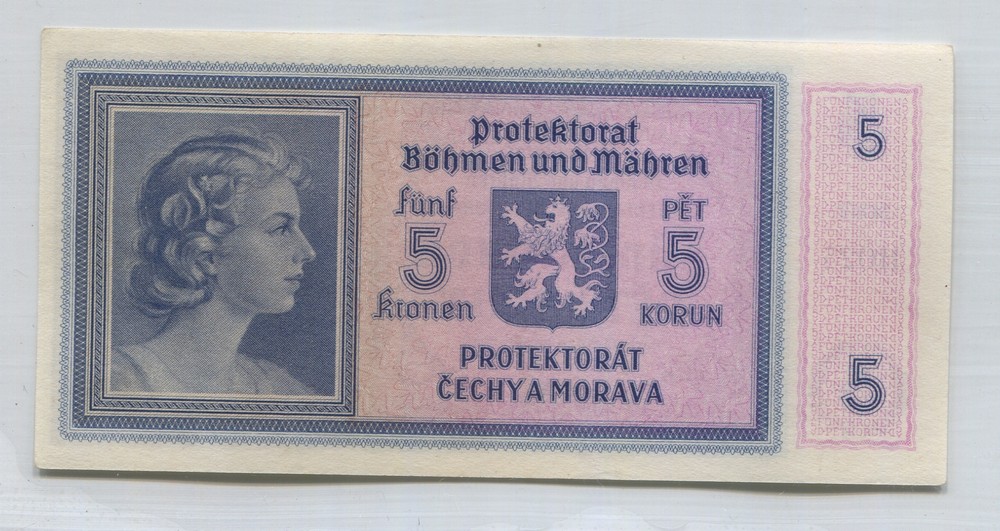 Protektorat
Böhmen und Mähren
fünf
5
Kronen
PĚT
5
KORUN
PROTEKTORÁT
ČECHY A MORAVA
5
5